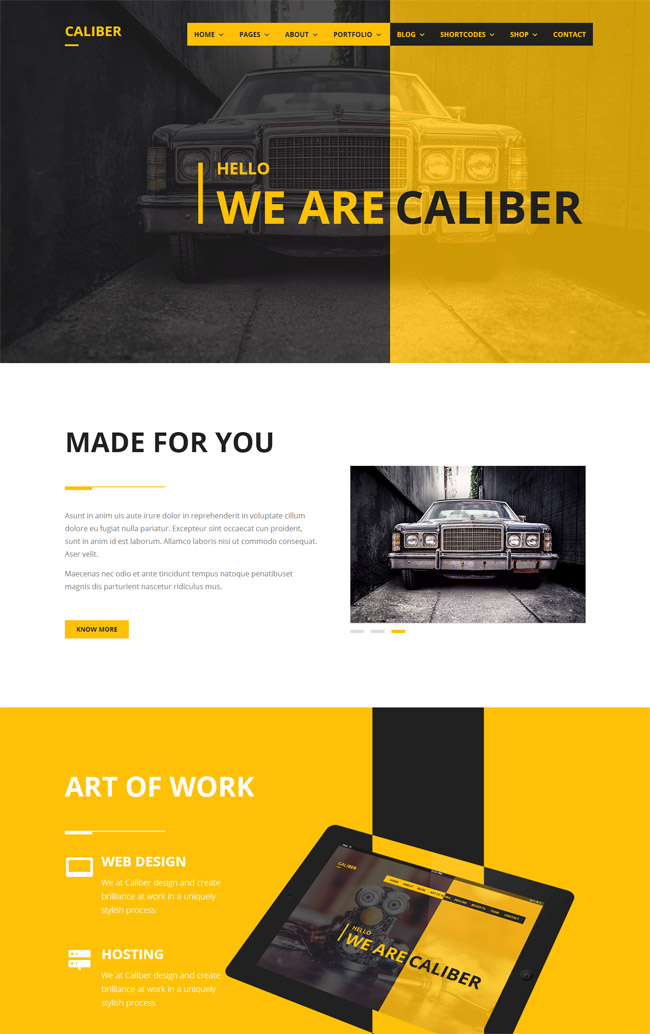 CALIBER
HOME PAGES ABOUT PORTFOLIO BLOG SHORTCODES SHOP CONTACT
HELLO
WE ARE CALIBER
MADE FOR YOU
Asunt in anim uis aute irure dolor in reprehenderit in voluptate cillum
dolore eu fugiat nulla pariatur. Excepteur sint occaecat cun proident,
sunt in anim id est laborum. Allamco laboris nisi ut commodo consequat.
Aser velit.
Maecenas nec odio et ante tincidunt tempus natoque penatibuset
magnis dis parturient nascetur ridiculus mus.
KNOW MORE
ART OF WORK
WEB DESIGN
We at Caliber design and create
brilliance at work in a uniquely
stylish process.
HOSTING
We at Caliber design and create
brilliance at work in a uniquely
stylish process.
CALIBER
HOME ABOUT BLOG
CONTACT
HELLO
WE ARE CALIBER